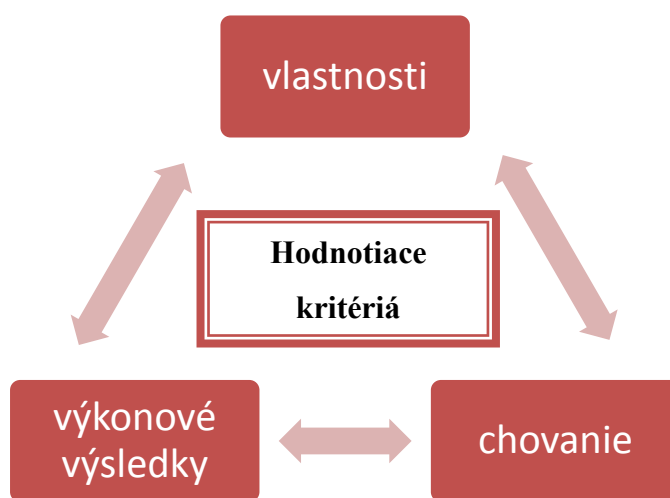 vlastnosti
Hodnotiace
kritériá
výkonové
výsledky
chovanie